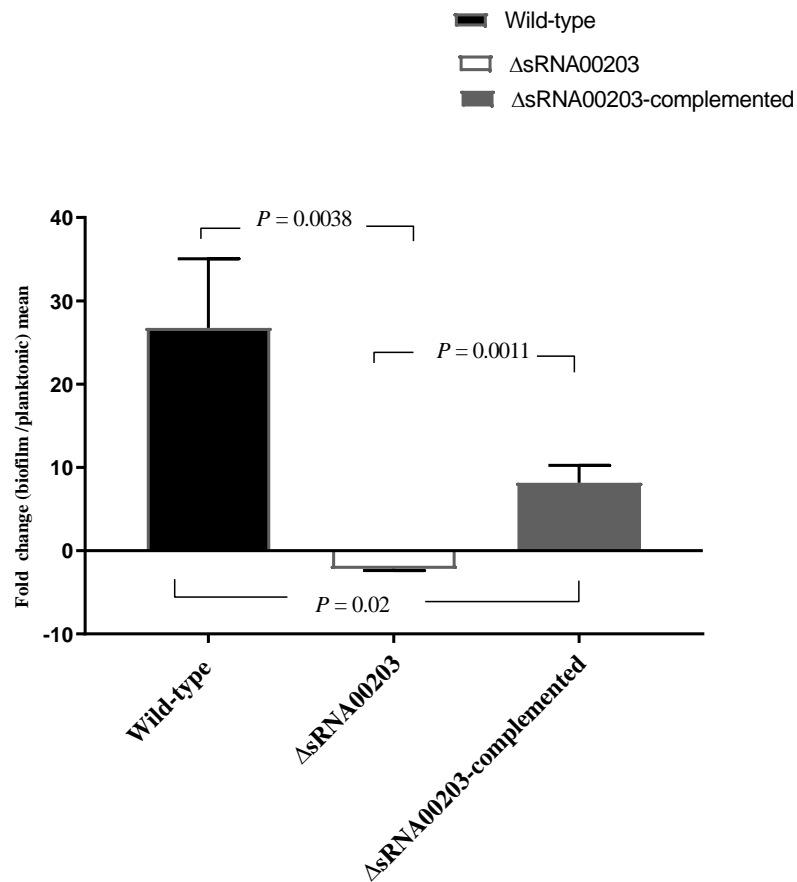 Wild-type
ΔsRNA00203
ΔsRNA00203-complemented
Fold change (biofilm /planktonic) mean
40
30
20
10
0
-10
P = 0.0038
P = 0.0011
P = 0.02
Wild-type
ΔsRNA00203
ΔsRNA00203-complemented